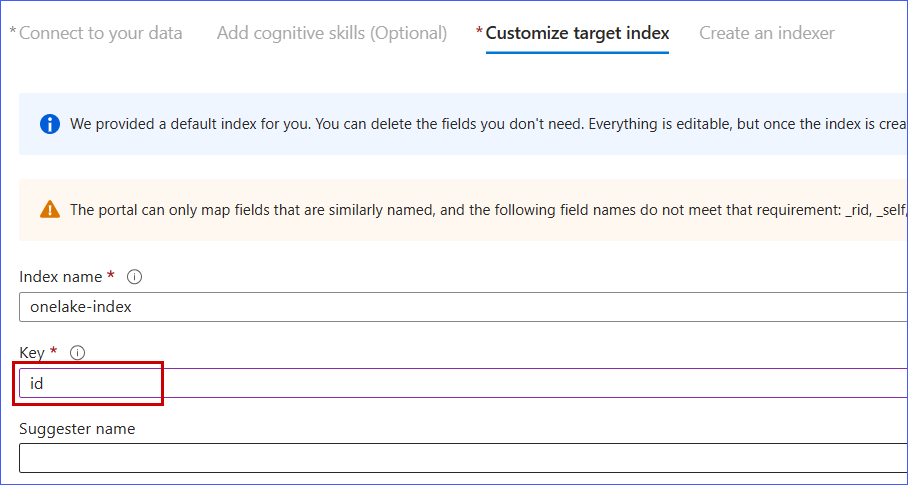 * Connect to your data Add cognitive skills (Optional) * Customize target index Create an indexer
We provided a default index for you. You can delete the fields you don't need. Everything is editable, but once the index is
The portal can only map fields that are similarly named, and the following field names do not meet that requirement: _rid, _self,
Index name *
onelake-index
Key *
id
Suggester name